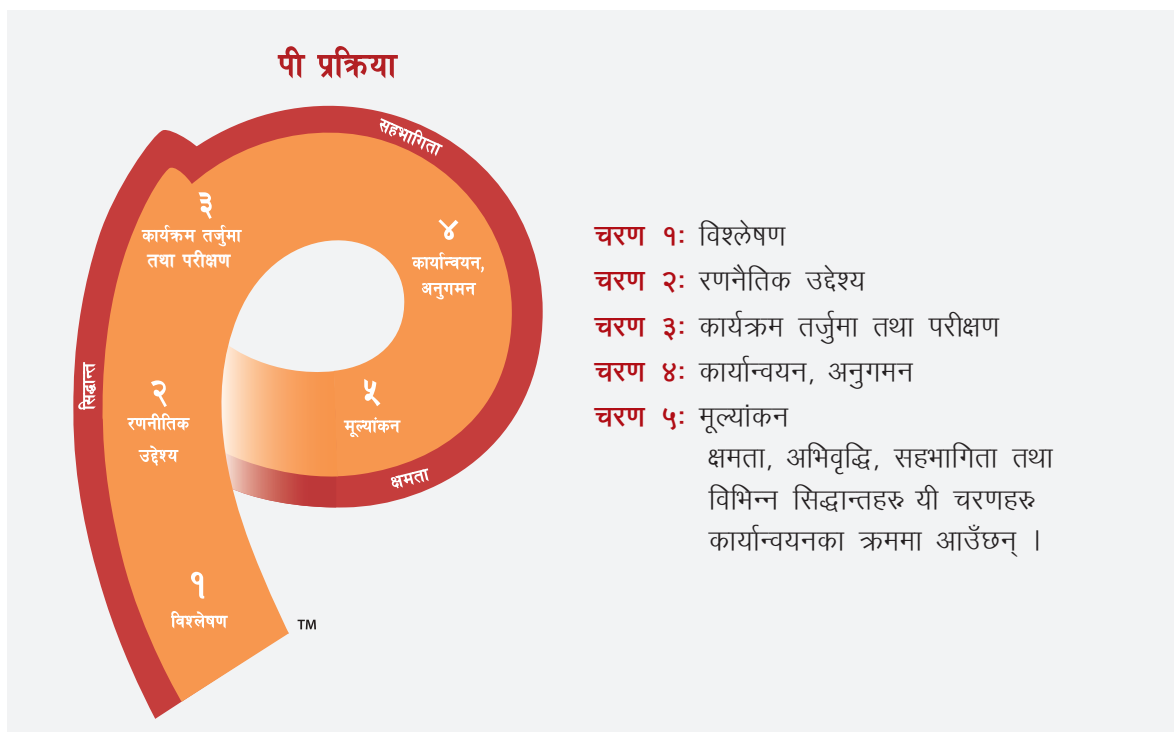 पी प्रक्रिया
सहभागिता
३
कार्यक्रम तर्जुमा
तथा परीक्षण
४
कार्यान्वयन,
अनुगमन
सिद्धान्त
२
रणनीतिक
उद्देश्य
५
मूल्यांकन
क्षमता
१
विश्लेषण
TM
चरण १: विश्लेषण
चरण २: रणनैतिक उद्देश्य
चरण ३: कार्यक्रम तर्जुमा तथा परीक्षण
चरण ४: कार्यान्वयन, अनुगमन
चरण ५: मूल्यांकन
क्षमता, अभिवृद्धि, सहभागिता तथा
विभिन्न सिद्धान्तहरु यी चरणहरु
कार्यान्वयनका क्रममा आउँछन् ।